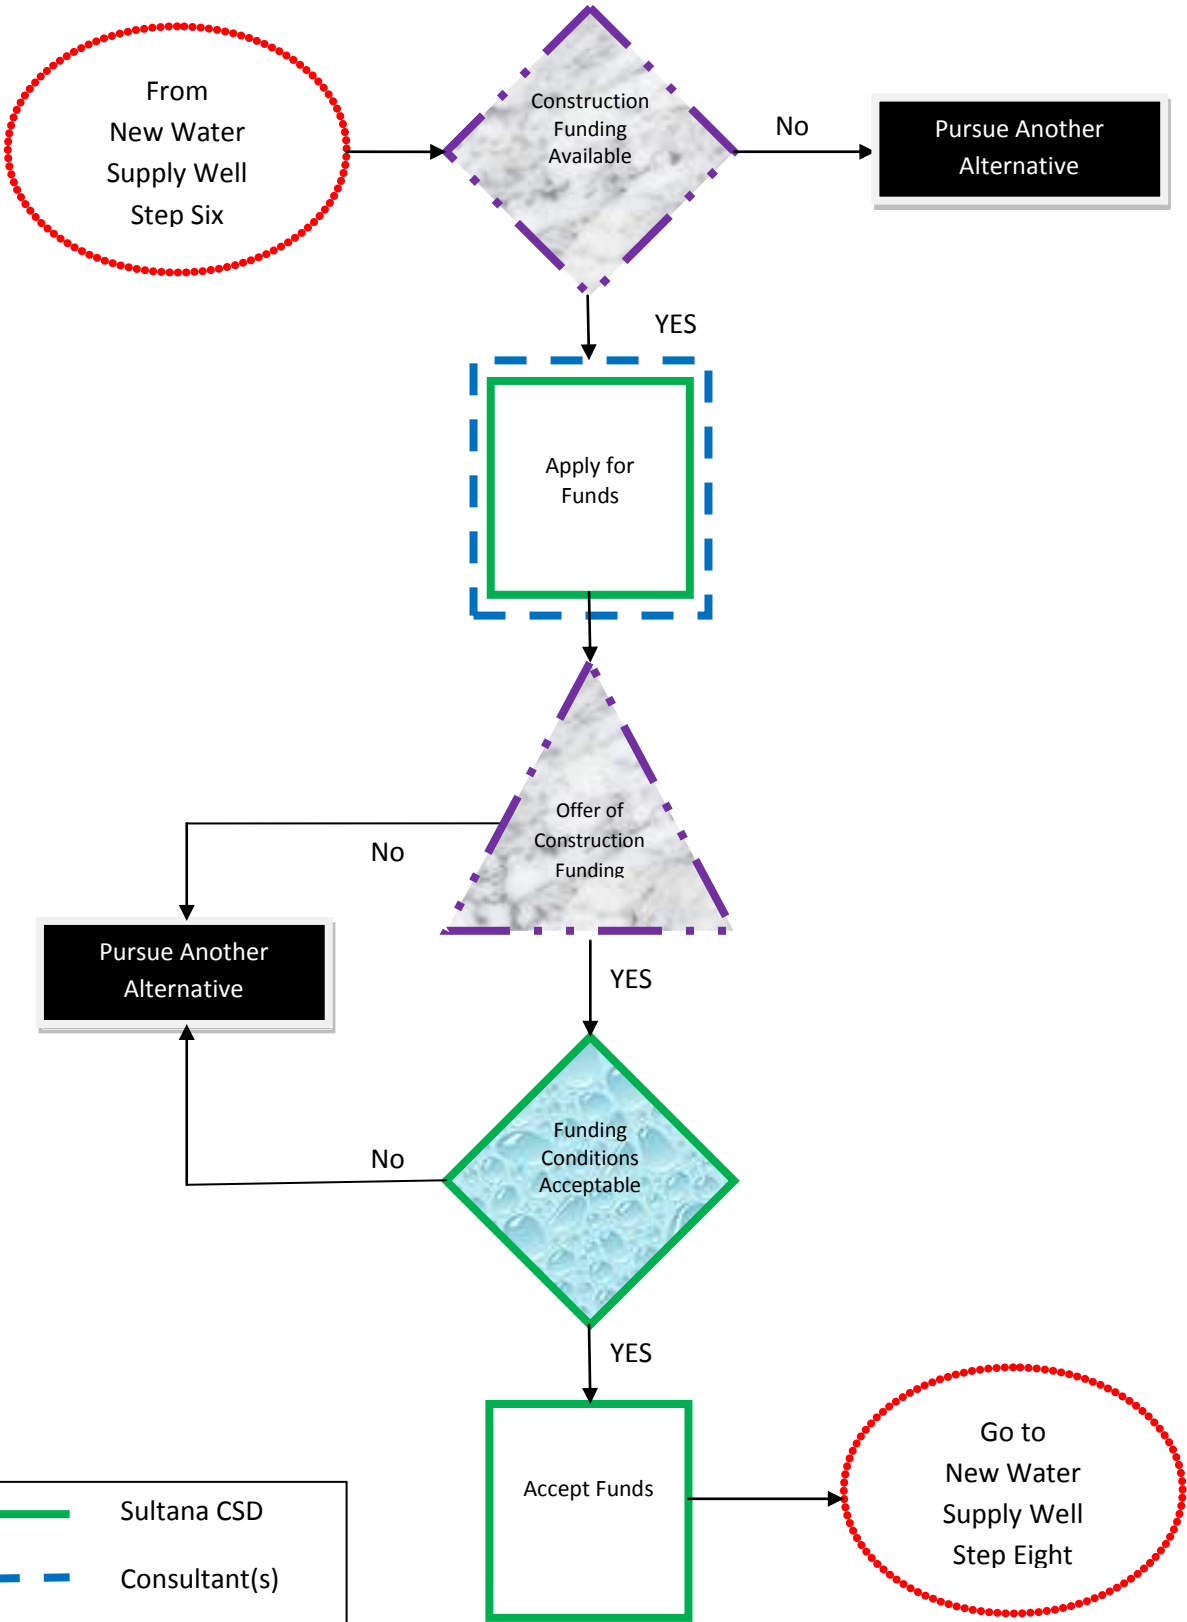 From
New Water
Supply Well
Step Six
Construction
Funding
Available
No
Pursue Another
Alternative
YES
Apply for
Funds
Offer of
Construction
Funding
No
Pursue Another
Alternative
YES
Funding
Conditions
Acceptable
No
YES
Accept Funds
Go to
New Water
Supply Well
Step Eight
Sultana CSD
Consultant(s)